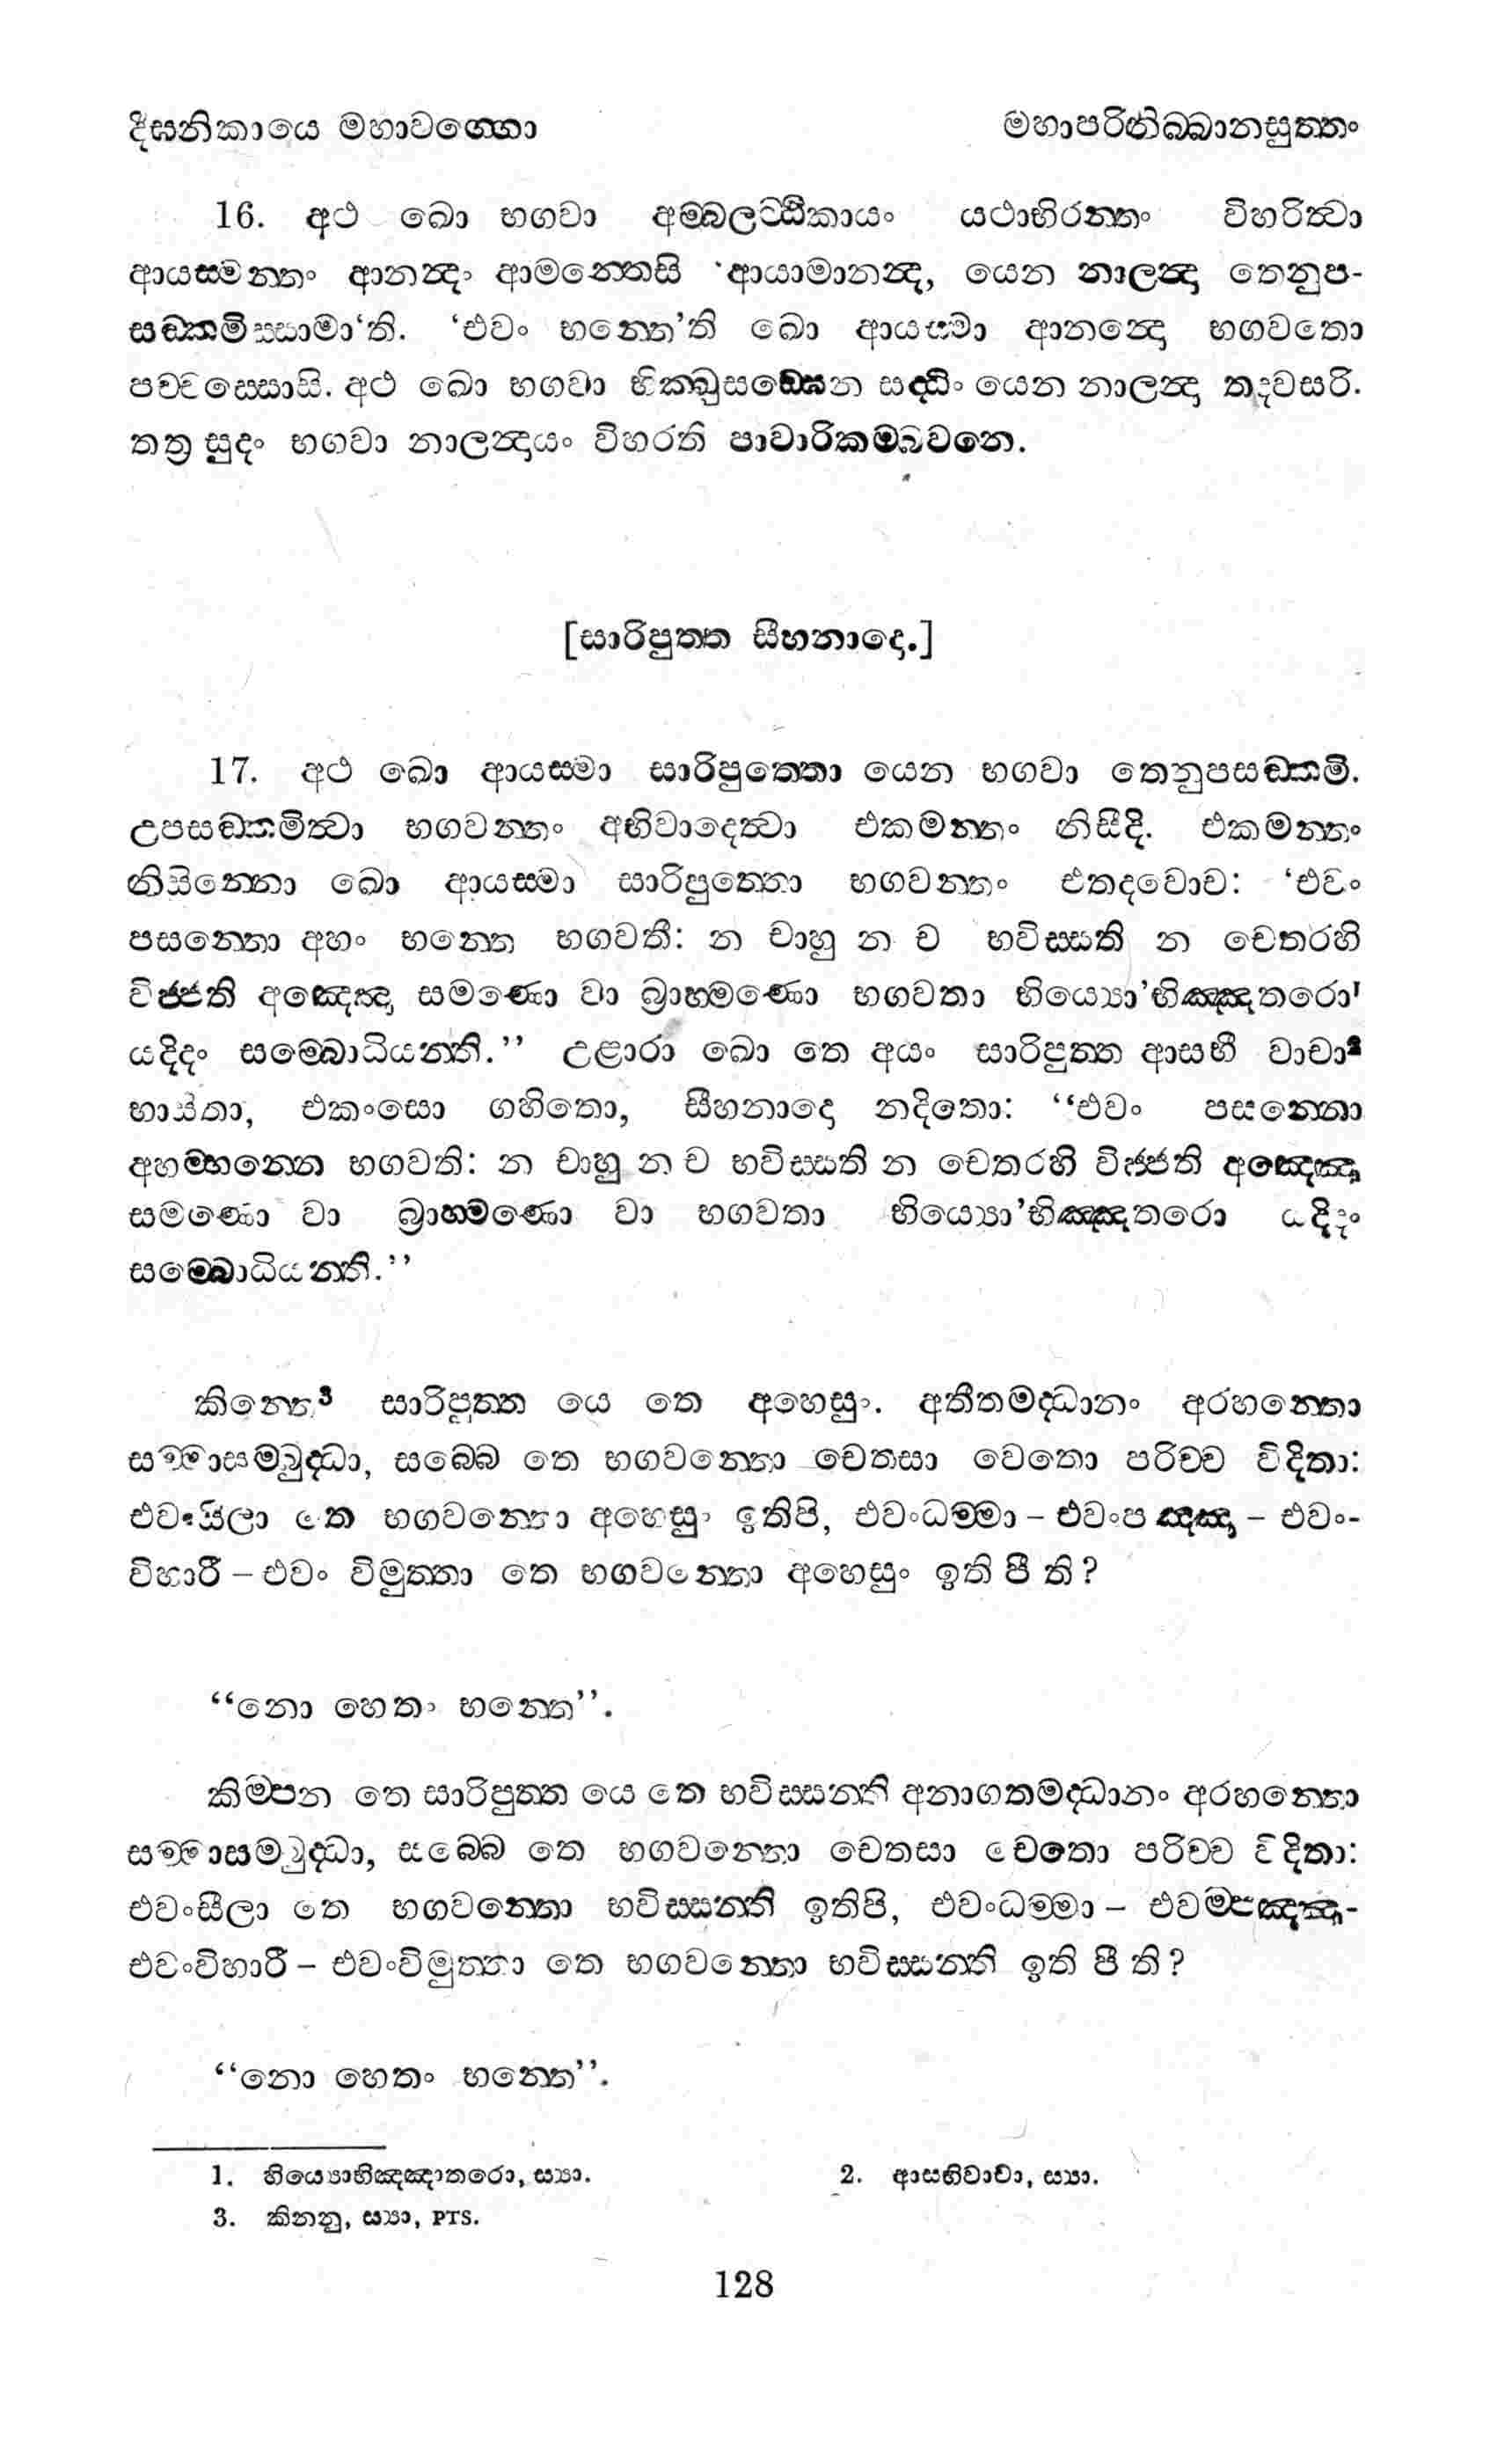 දීඝනිකායෙ මහාවග්ගො
මහාපරිනිබ්බානසුත්තං
16. අථ ඛො භගවා අම්බලට්ඨිකායං යථාභිරන්තං විහරිත්වා
ආයස්මන්තං ආනන්දං ආමන්තෙසි ‘ආයාමානන්ද, යෙන නාලන්දා තෙනුප-
සඞ්කමිස්සාමා‘ති. ‘එවං භන්තෙ’ති ඛො ආයස්මා ආනන්දො භගවතො
පච්චස්සොසි. අථ ඛො භගවා භික්ඛුසඞ්ඝෙන සද්ධිං යෙන නාලන්දා තදවසරි.
තත්‍ර සුදං භගවා නාලන්දායං විහරති පාවාරිකම්බවනෙ.
[සාරිපුත්ත සීහනාදො.]
17. අථ ඛො ආයස්මා සාරිපුත්තො යෙන භගවා තෙනුපසඞ්කමි.
උපසඞ්කමිත්වා භගවන්තං අභිවාදෙත්වා එකමන්තං නිසීදි. එකමන්තං
නිසින්නො ඛො ආයස්මා සාරිපුත්තො භගවන්තං එතදවොච: ‘එවං
පසන්නො අහං භන්තෙ භගවතී: න චාහු න ච භවිස්සති න චෙතරහි
විජ්ජති අඤ්ඤො සමණො වා බ්‍රාහ්මණො භගවතා භිය්‍යො’භිඤ්ඤතරො¹
යදිදං සම්බොධියන්ති.’’ උළාරා ඛො තෙ අයං සාරිපුත්ත ආසභී වාචා²
භාසිතා, එකංසො ගහිතො, සීහනාදො නදිතො: ‘‘එවං පසන්නො
අහම්භන්තෙ භගවති: න චාහු න ච භවිස්සති න චෙතරහි විජ්ජති අඤ්ඤො
සමණො වා බ්‍රාහ්මණො වා භගවතා භිය්‍යො’භිඤ්ඤතරො යදිදං
සම්බොධියන්ති.’’
කින්තෙ³ සාරිපුත්ත යෙ තෙ අහෙසුං. අතීතමද්ධානං අරහන්තො
සම්මාසම්බුද්ධා, සබ්බෙ තෙ භගවන්තො චෙතසා චෙතො පරිච්ච විදිතා:
එවංසීලා තෙ භගවන්තො අහෙසුං ඉතිපි, එවංධම්මා – එවංපඤ්ඤා – එවං-
විහාරී – එවං විමුත්තා තෙ භගවන්තො අහෙසුං ඉති පී ති?
‘‘නො හෙතං භන්තෙ’’.
කිම්පන තෙ සාරිපුත්ත යෙ තෙ භවිස්සන්ති අනාගතමද්ධානං අරහන්තො
සම්මාසම්බුද්ධා, සබ්බෙ තෙ භගවන්තො චෙතසා චෙතො පරිච්ච විදිතා:
එවංසීලා තෙ භගවන්තො භවිස්සන්ති ඉතිපි, එවංධම්මා – එවම්පඤ්ඤා-
එවංවිහාරී – එවංවිමුත්තා තෙ භගවන්තො භවිස්සන්ති ඉති පී ති?
‘‘නො හෙතං භන්තෙ’’.
1. භිය්‍යොභිඤ්ඤාතරො, ස්‍යා.
2. ආසභිවාචා, ස්‍යා.
3. කින්නු, ස්‍යා, PTS.
128